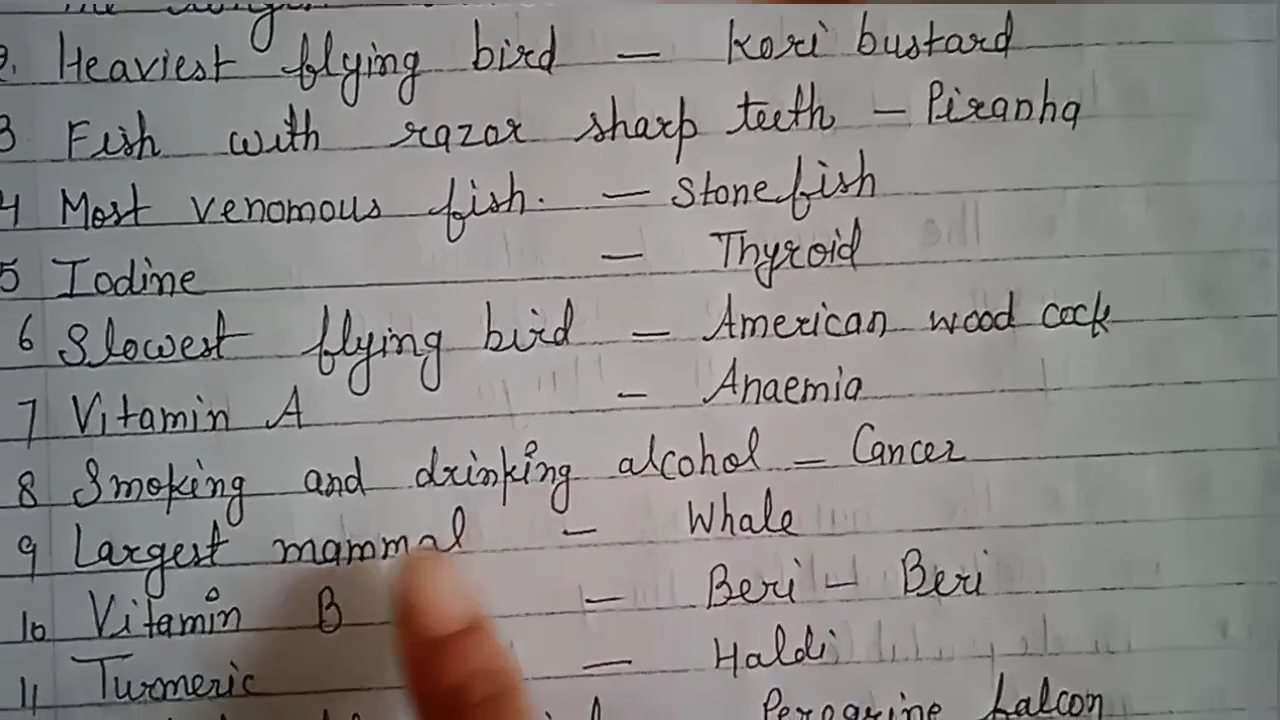 2. Heaviest flying bird — Kori bustard
3 Fish with razor sharp teeth — Piranha
4 Most venomous fish. — Stonefish
5 Iodine — Thyroid
6 Slowest flying bird — American wood cock
7 Vitamin A — Anaemia
8 Smoking and drinking alcohol — Cancer
9 Largest mammal — Whale
10 Vitamin B — Beri - Beri
11 Turmeric — Haldi
Peregrine falcon